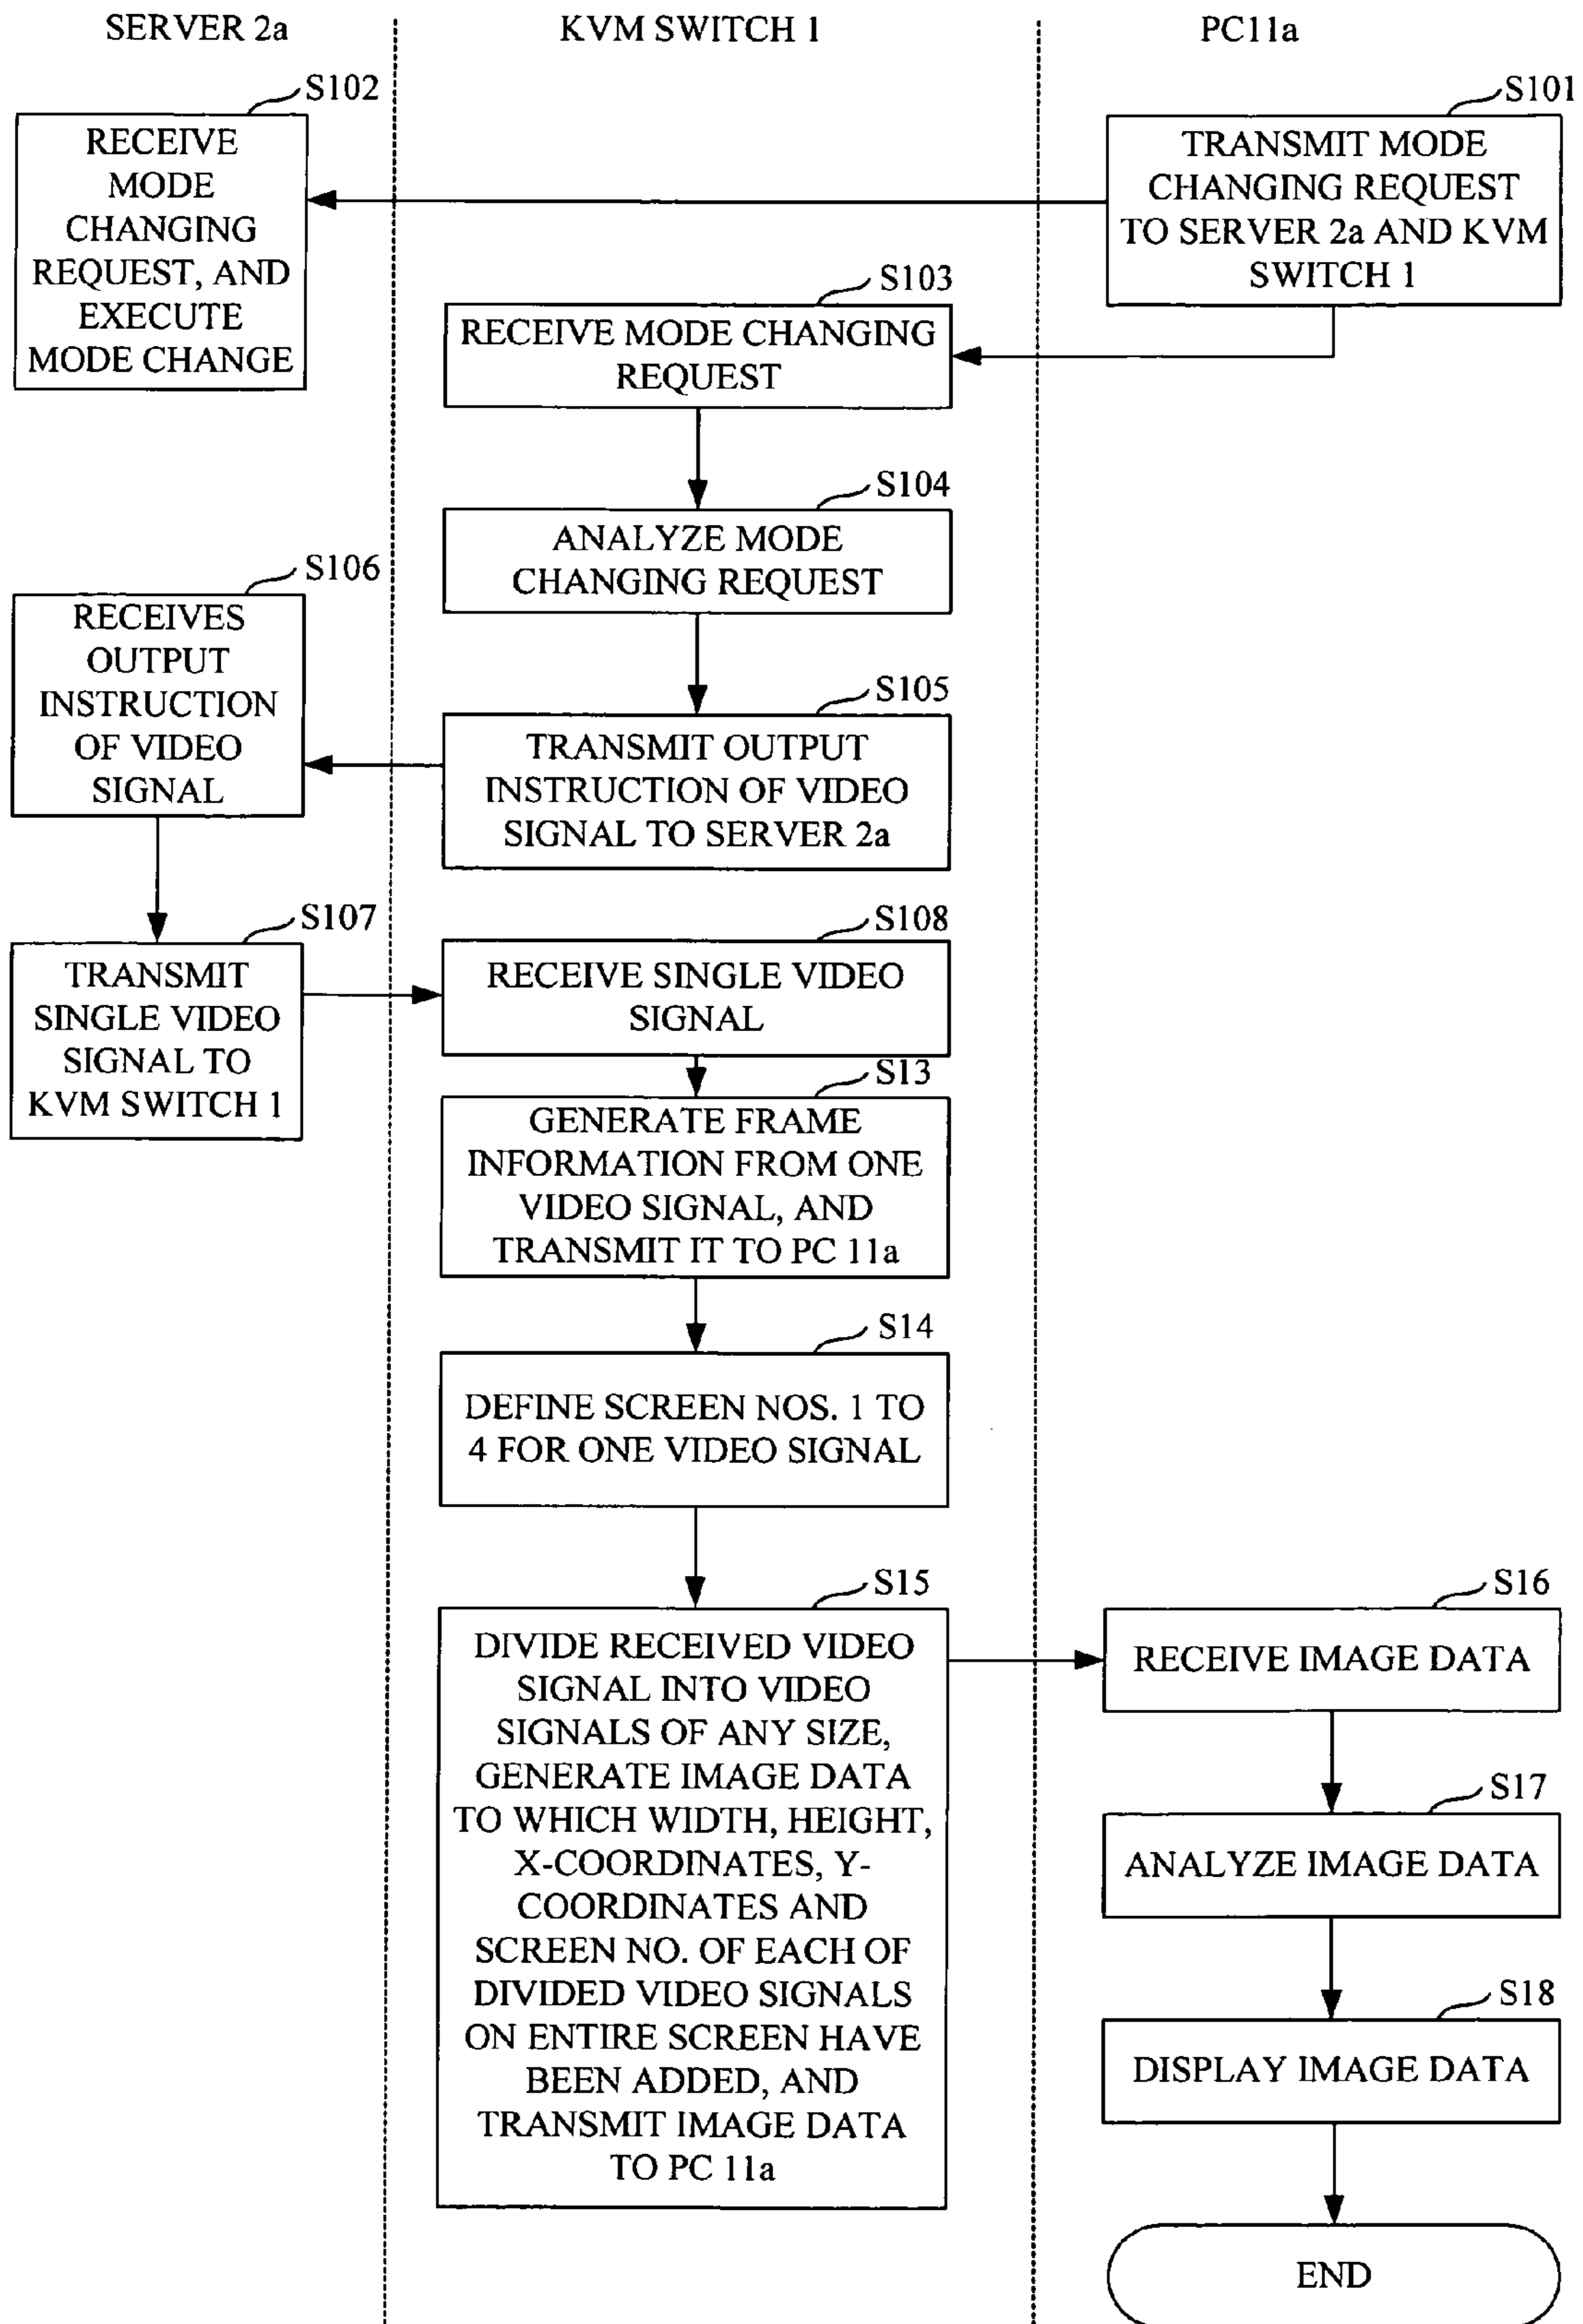 SERVER 2a
KVM SWITCH 1
PC11a
S102
RECEIVE
MODE
CHANGING
REQUEST, AND
EXECUTE
MODE CHANGE
S101
TRANSMIT MODE
CHANGING REQUEST
TO SERVER 2a AND KVM
SWITCH 1
S103
RECEIVE MODE CHANGING
REQUEST
S104
ANALYZE MODE
CHANGING REQUEST
S106
RECEIVES
OUTPUT
INSTRUCTION
OF VIDEO
SIGNAL
S105
TRANSMIT OUTPUT
INSTRUCTION OF VIDEO
SIGNAL TO SERVER 2a
S107
TRANSMIT
SINGLE VIDEO
SIGNAL TO
KVM SWITCH 1
S108
RECEIVE SINGLE VIDEO
SIGNAL
S13
GENERATE FRAME
INFORMATION FROM ONE
VIDEO SIGNAL, AND
TRANSMIT IT TO PC 11a
S14
DEFINE SCREEN NOS. 1 TO
4 FOR ONE VIDEO SIGNAL
S15
DIVIDE RECEIVED VIDEO
SIGNAL INTO VIDEO
SIGNALS OF ANY SIZE,
GENERATE IMAGE DATA
TO WHICH WIDTH, HEIGHT,
X-COORDINATES, Y-
COORDINATES AND
SCREEN NO. OF EACH OF
DIVIDED VIDEO SIGNALS
ON ENTIRE SCREEN HAVE
BEEN ADDED, AND
TRANSMIT IMAGE DATA
TO PC 11a
S16
RECEIVE IMAGE DATA
S17
ANALYZE IMAGE DATA
S18
DISPLAY IMAGE DATA
END